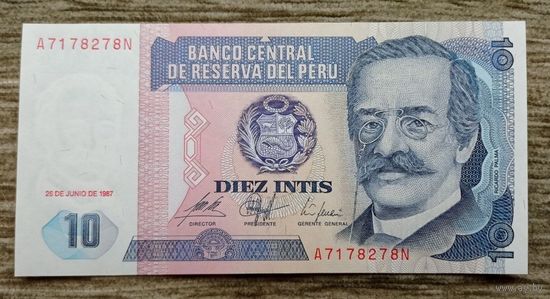 A7178278N
BANCO CENTRAL
DE RESERVA DEL PERU
10
DIEZ INTIS
RICARDO PALMA
26 DE JUNIO DE 1987
DIRECTOR
PRESIDENTE
GERENTE GENERAL
10
A7178278N
10